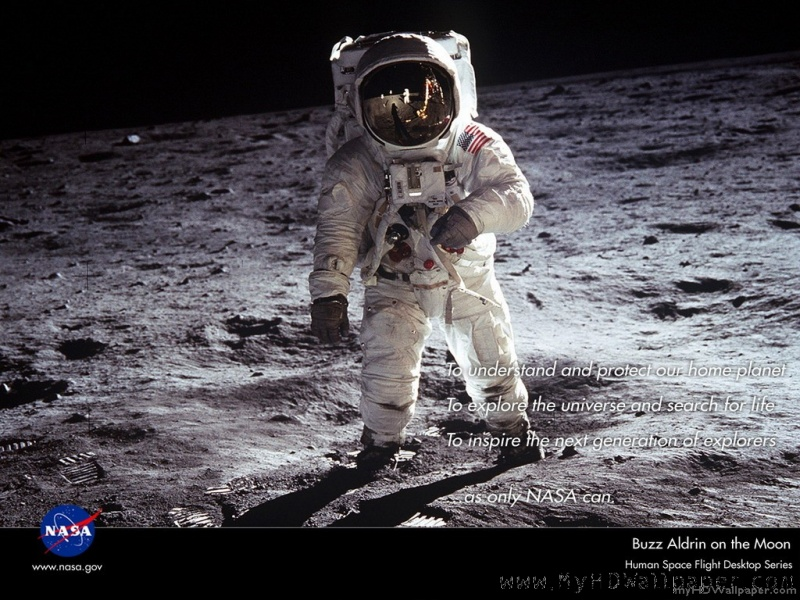 To understand and protect our home planet
To explore the universe and search for life
To inspire the next generation of explorers
...as only NASA can.
NASA
www.nasa.gov
Buzz Aldrin on the Moon
Human Space Flight Desktop Series
www.MyHDWallpaper.com
myHDWallpaper.com